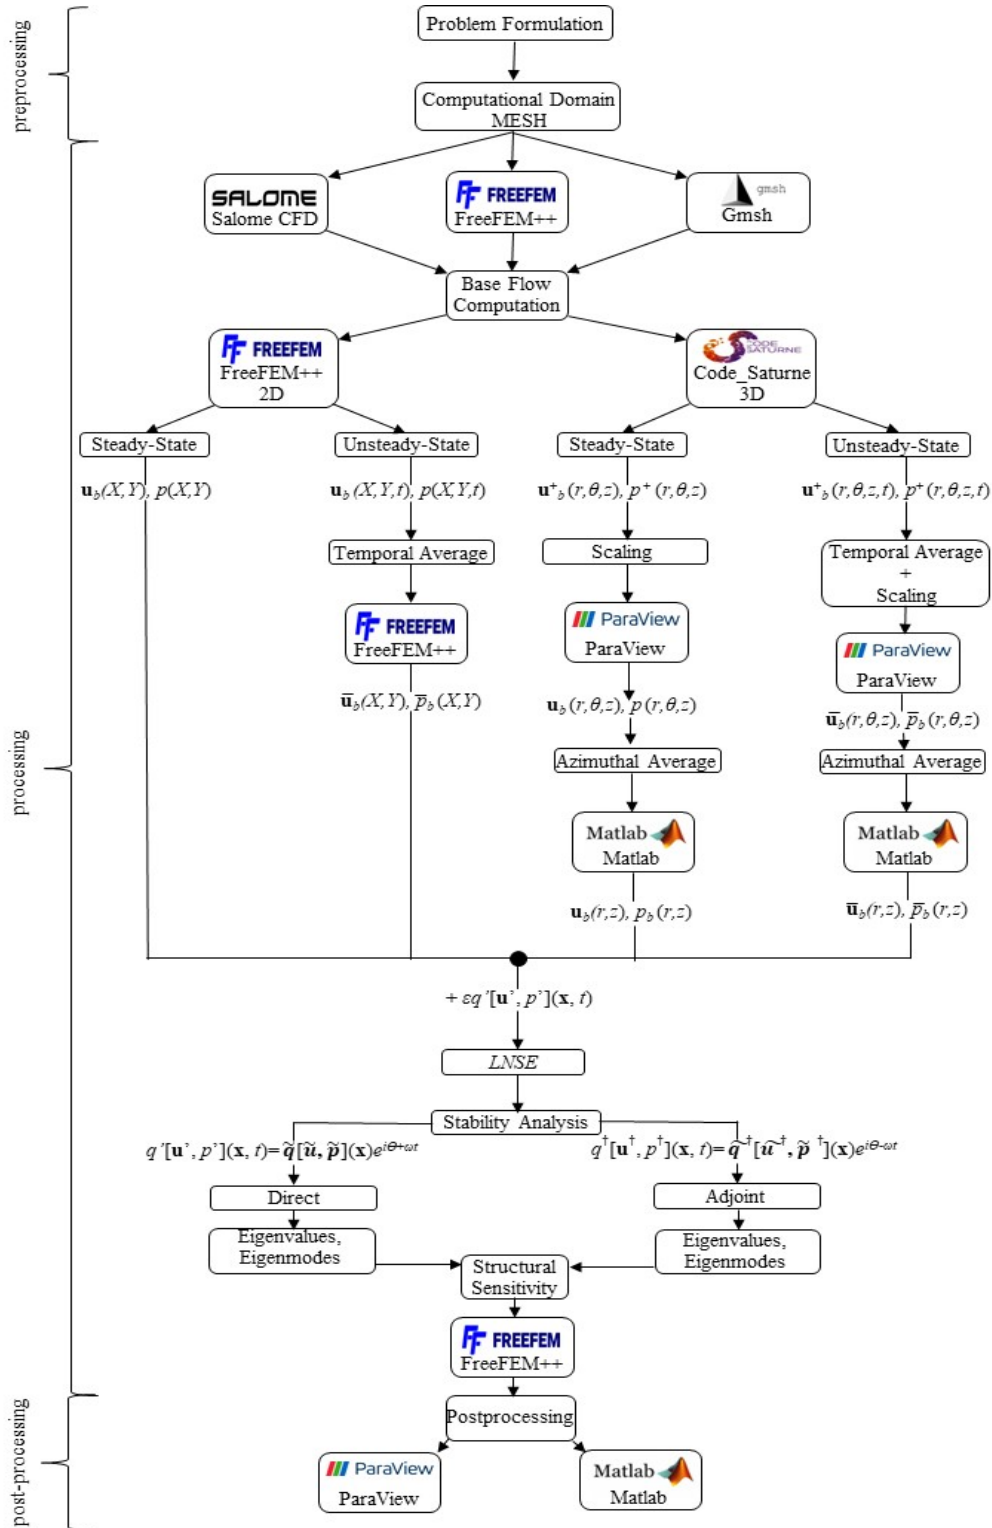 preprocessing
Problem Formulation
Computational Domain
MESH
SALOME
Salome CFD
FREEFEM
FreeFEM++
gmsh
Gmsh
Base Flow
Computation
processing
FREEFEM
FreeFEM++
2D
CODE
SATURNE
Code_Saturne
3D
Steady-State
Unsteady-State
Steady-State
Unsteady-State
u_b(X,Y), p(X,Y)
u_b(X,Y,t), p(X,Y,t)
u⁺_b(r,θ,z), p⁺(r,θ,z)
u⁺_b(r,θ,z,t), p⁺(r,θ,z,t)
Temporal Average
Scaling
Temporal Average
+
Scaling
FREEFEM
FreeFEM++
ParaView
ParaView
ParaView
ParaView
ū_b(X,Y), p̅_b(X,Y)
u_b(r,θ,z), p(r,θ,z)
ū_b(r,θ,z), p̅_b(r,θ,z)
Azimuthal Average
Azimuthal Average
Matlab
Matlab
Matlab
Matlab
u_b(r,z), p_b(r,z)
ū_b(r,z), p̅_b(r,z)
+ εq'[u', p'](x, t)
LNSE
Stability Analysis
q'[u', p'](x, t)=q̃[ũ, p̃](x)e^{iθ+ωt}
q†[u†, p†](x, t)=q̃†[ũ†, p̃†](x)e^{iθ-ωt}
Direct
Adjoint
Eigenvalues,
Eigenmodes
Eigenvalues,
Eigenmodes
Structural
Sensitivity
FREEFEM
FreeFEM++
post-processing
Postprocessing
ParaView
ParaView
Matlab
Matlab